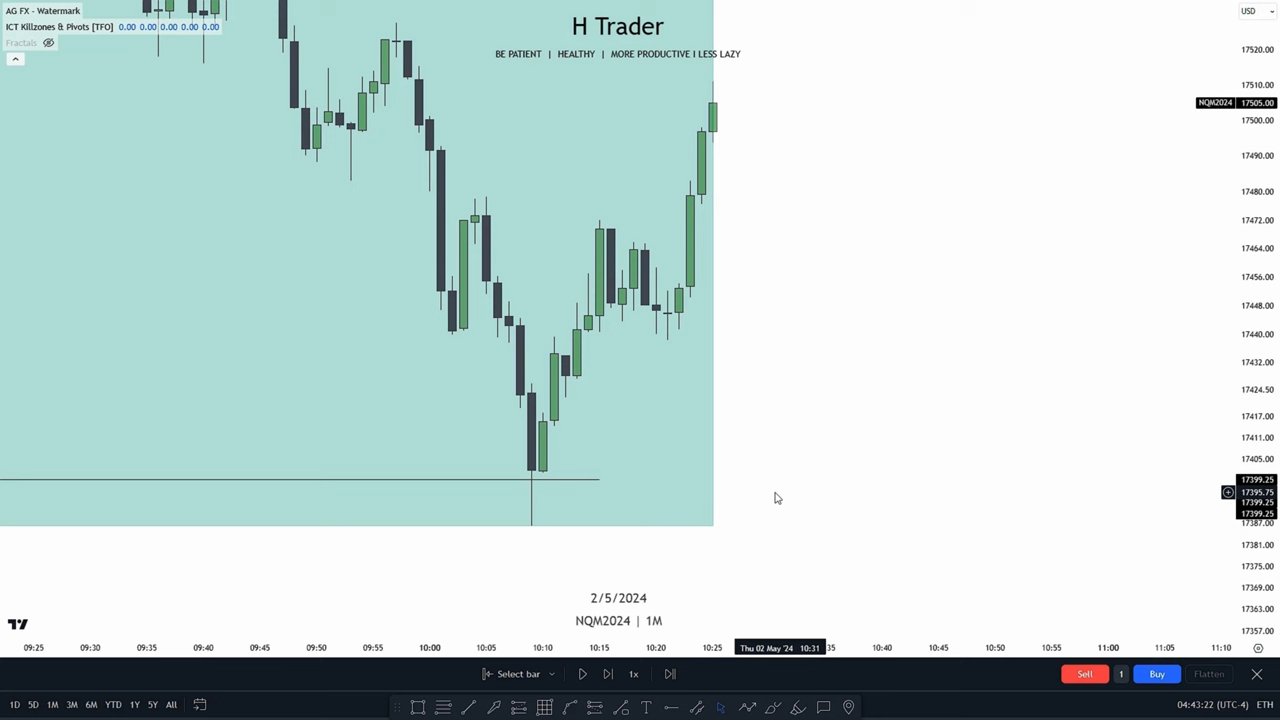 AG FX - Watermark
ICT Killzones & Pivots [TFO] 0.00 0.00 0.00 0.00 0.00
Fractals
H Trader
BE PATIENT | HEALTHY | MORE PRODUCTIVE I LESS LAZY
USD
17520.00
17510.00
NQM2024 17505.00
17500.00
17490.00
17480.00
17472.00
17464.00
17456.00
17448.00
17440.00
17432.00
17424.50
17417.00
17411.00
17405.00
17399.25
17395.75
17399.25
17399.25
17387.00
17381.00
17375.00
17369.00
17363.00
17357.00
2/5/2024
NQM2024 | 1M
09:25 09:30 09:35 09:40 09:45 09:50 09:55 10:00 10:05 10:10 10:15 10:20 10:25 Thu 02 May '24 10:31 :35 10:40 10:45 10:50 10:55 11:00 11:05 11:10
Select bar 1x Sell 1 Buy Flatten
1D 5D 1M 3M 6M YTD 1Y 5Y All 04:43:22 (UTC-4) ETH